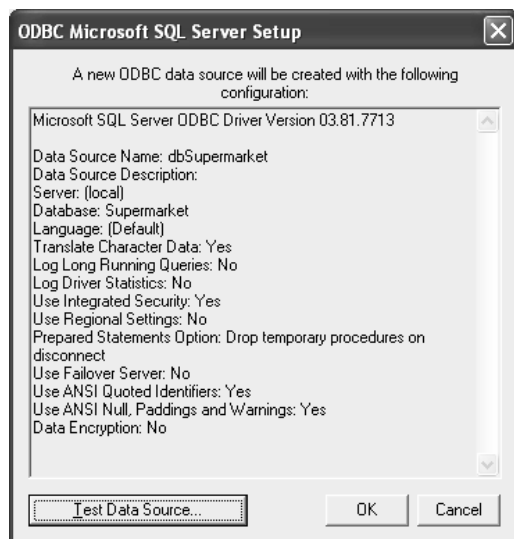 ODBC Microsoft SQL Server Setup
A new ODBC data source will be created with the following
configuration:
Microsoft SQL Server ODBC Driver Version 03.81.7713
Data Source Name: dbSupermarket
Data Source Description:
Server: (local)
Database: Supermarket
Language: (Default)
Translate Character Data: Yes
Log Long Running Queries: No
Log Driver Statistics: No
Use Integrated Security: Yes
Use Regional Settings: No
Prepared Statements Option: Drop temporary procedures on
disconnect
Use Failover Server: No
Use ANSI Quoted Identifiers: Yes
Use ANSI Null, Paddings and Warnings: Yes
Data Encryption: No
Test Data Source...
OK
Cancel